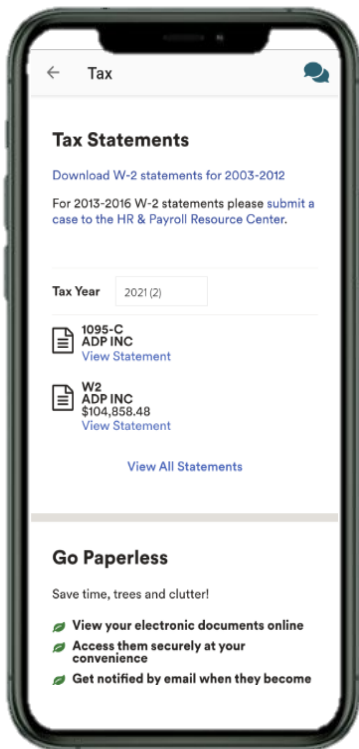 Tax
Tax Statements
Download W-2 statements for 2003-2012
For 2013-2016 W-2 statements please submit a
case to the HR & Payroll Resource Center.
Tax Year 2021 (2)
1095-C
ADP INC
View Statement
W2
ADP INC
$104,858.48
View Statement
View All Statements
Go Paperless
Save time, trees and clutter!
View your electronic documents online
Access them securely at your
convenience
Get notified by email when they become